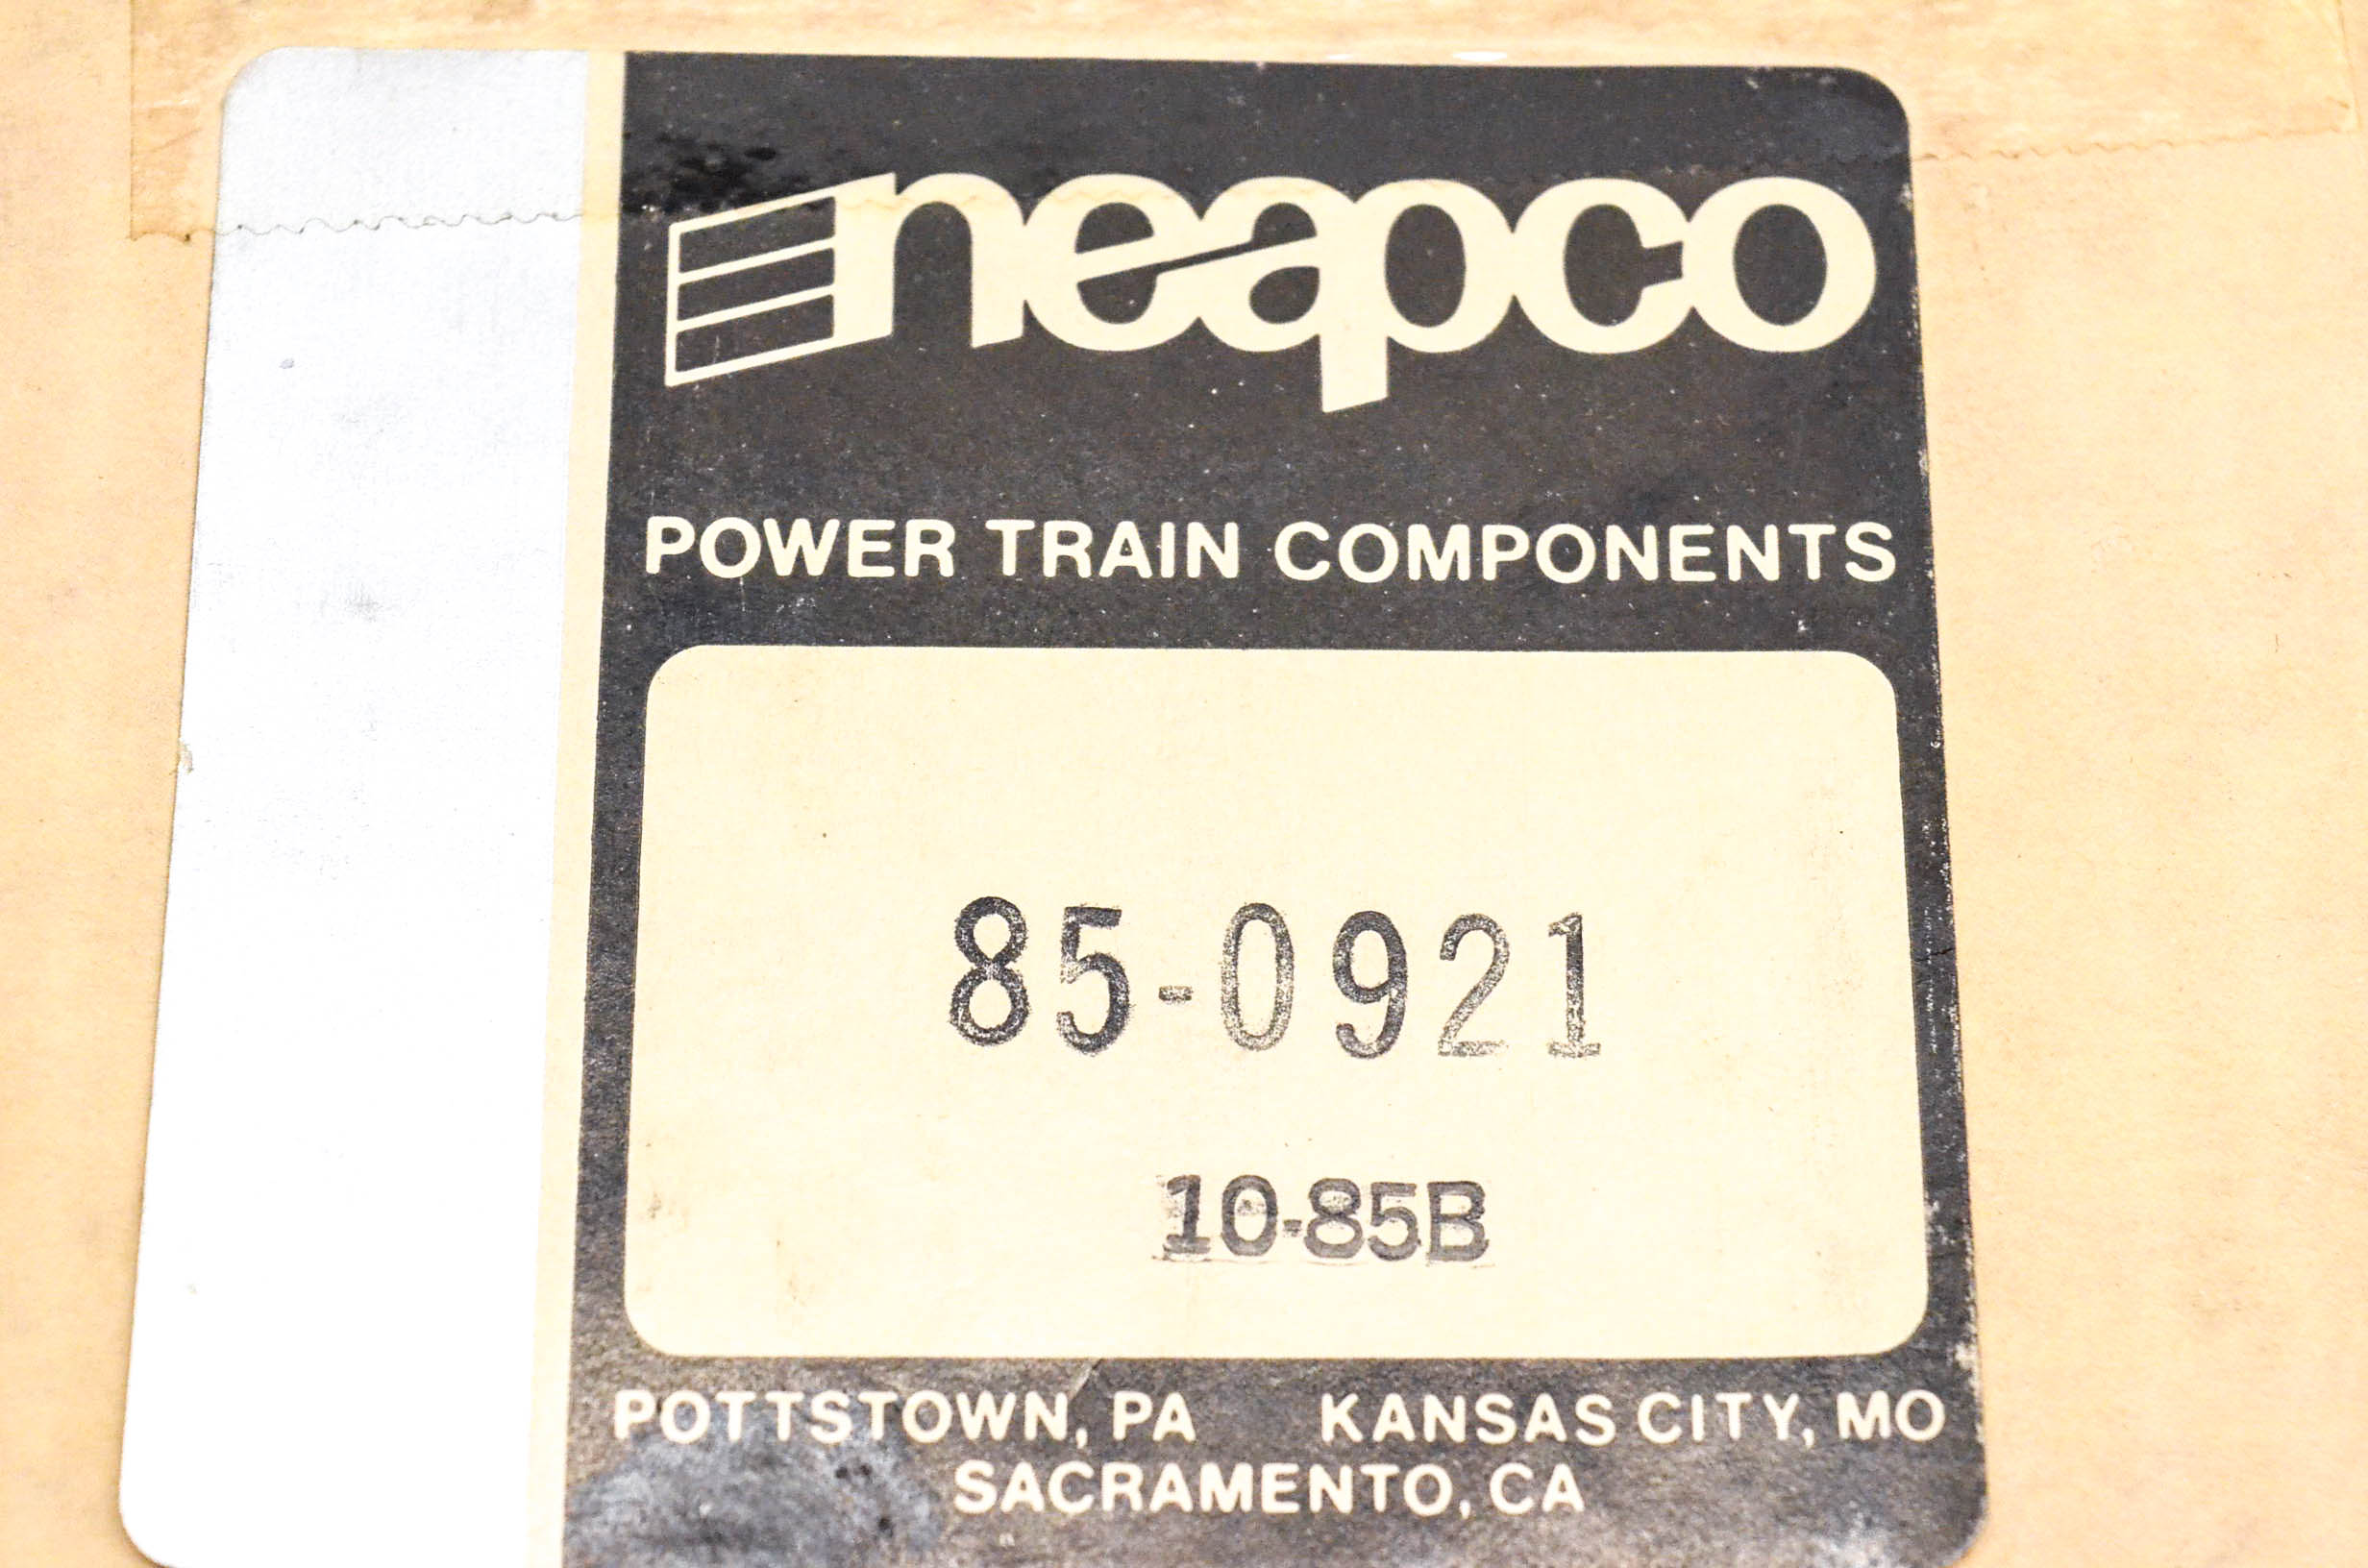 neapco
POWER TRAIN COMPONENTS
85-0921
10-85B
POTTSTOWN, PA KANSAS CITY, MO
SACRAMENTO, CA